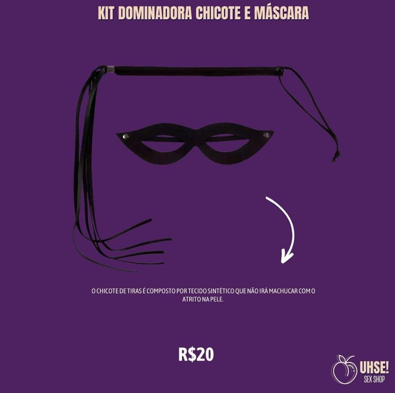 KIT DOMINADORA CHICOTE E MÁSCARA
O CHICOTE DE TIRAS É COMPOSTO POR TECIDO SINTÉTICO QUE NÃO IRÁ MACHUCAR COM O
ATRITO NA PELE.
R$20
UHSE!
SEX SHOP